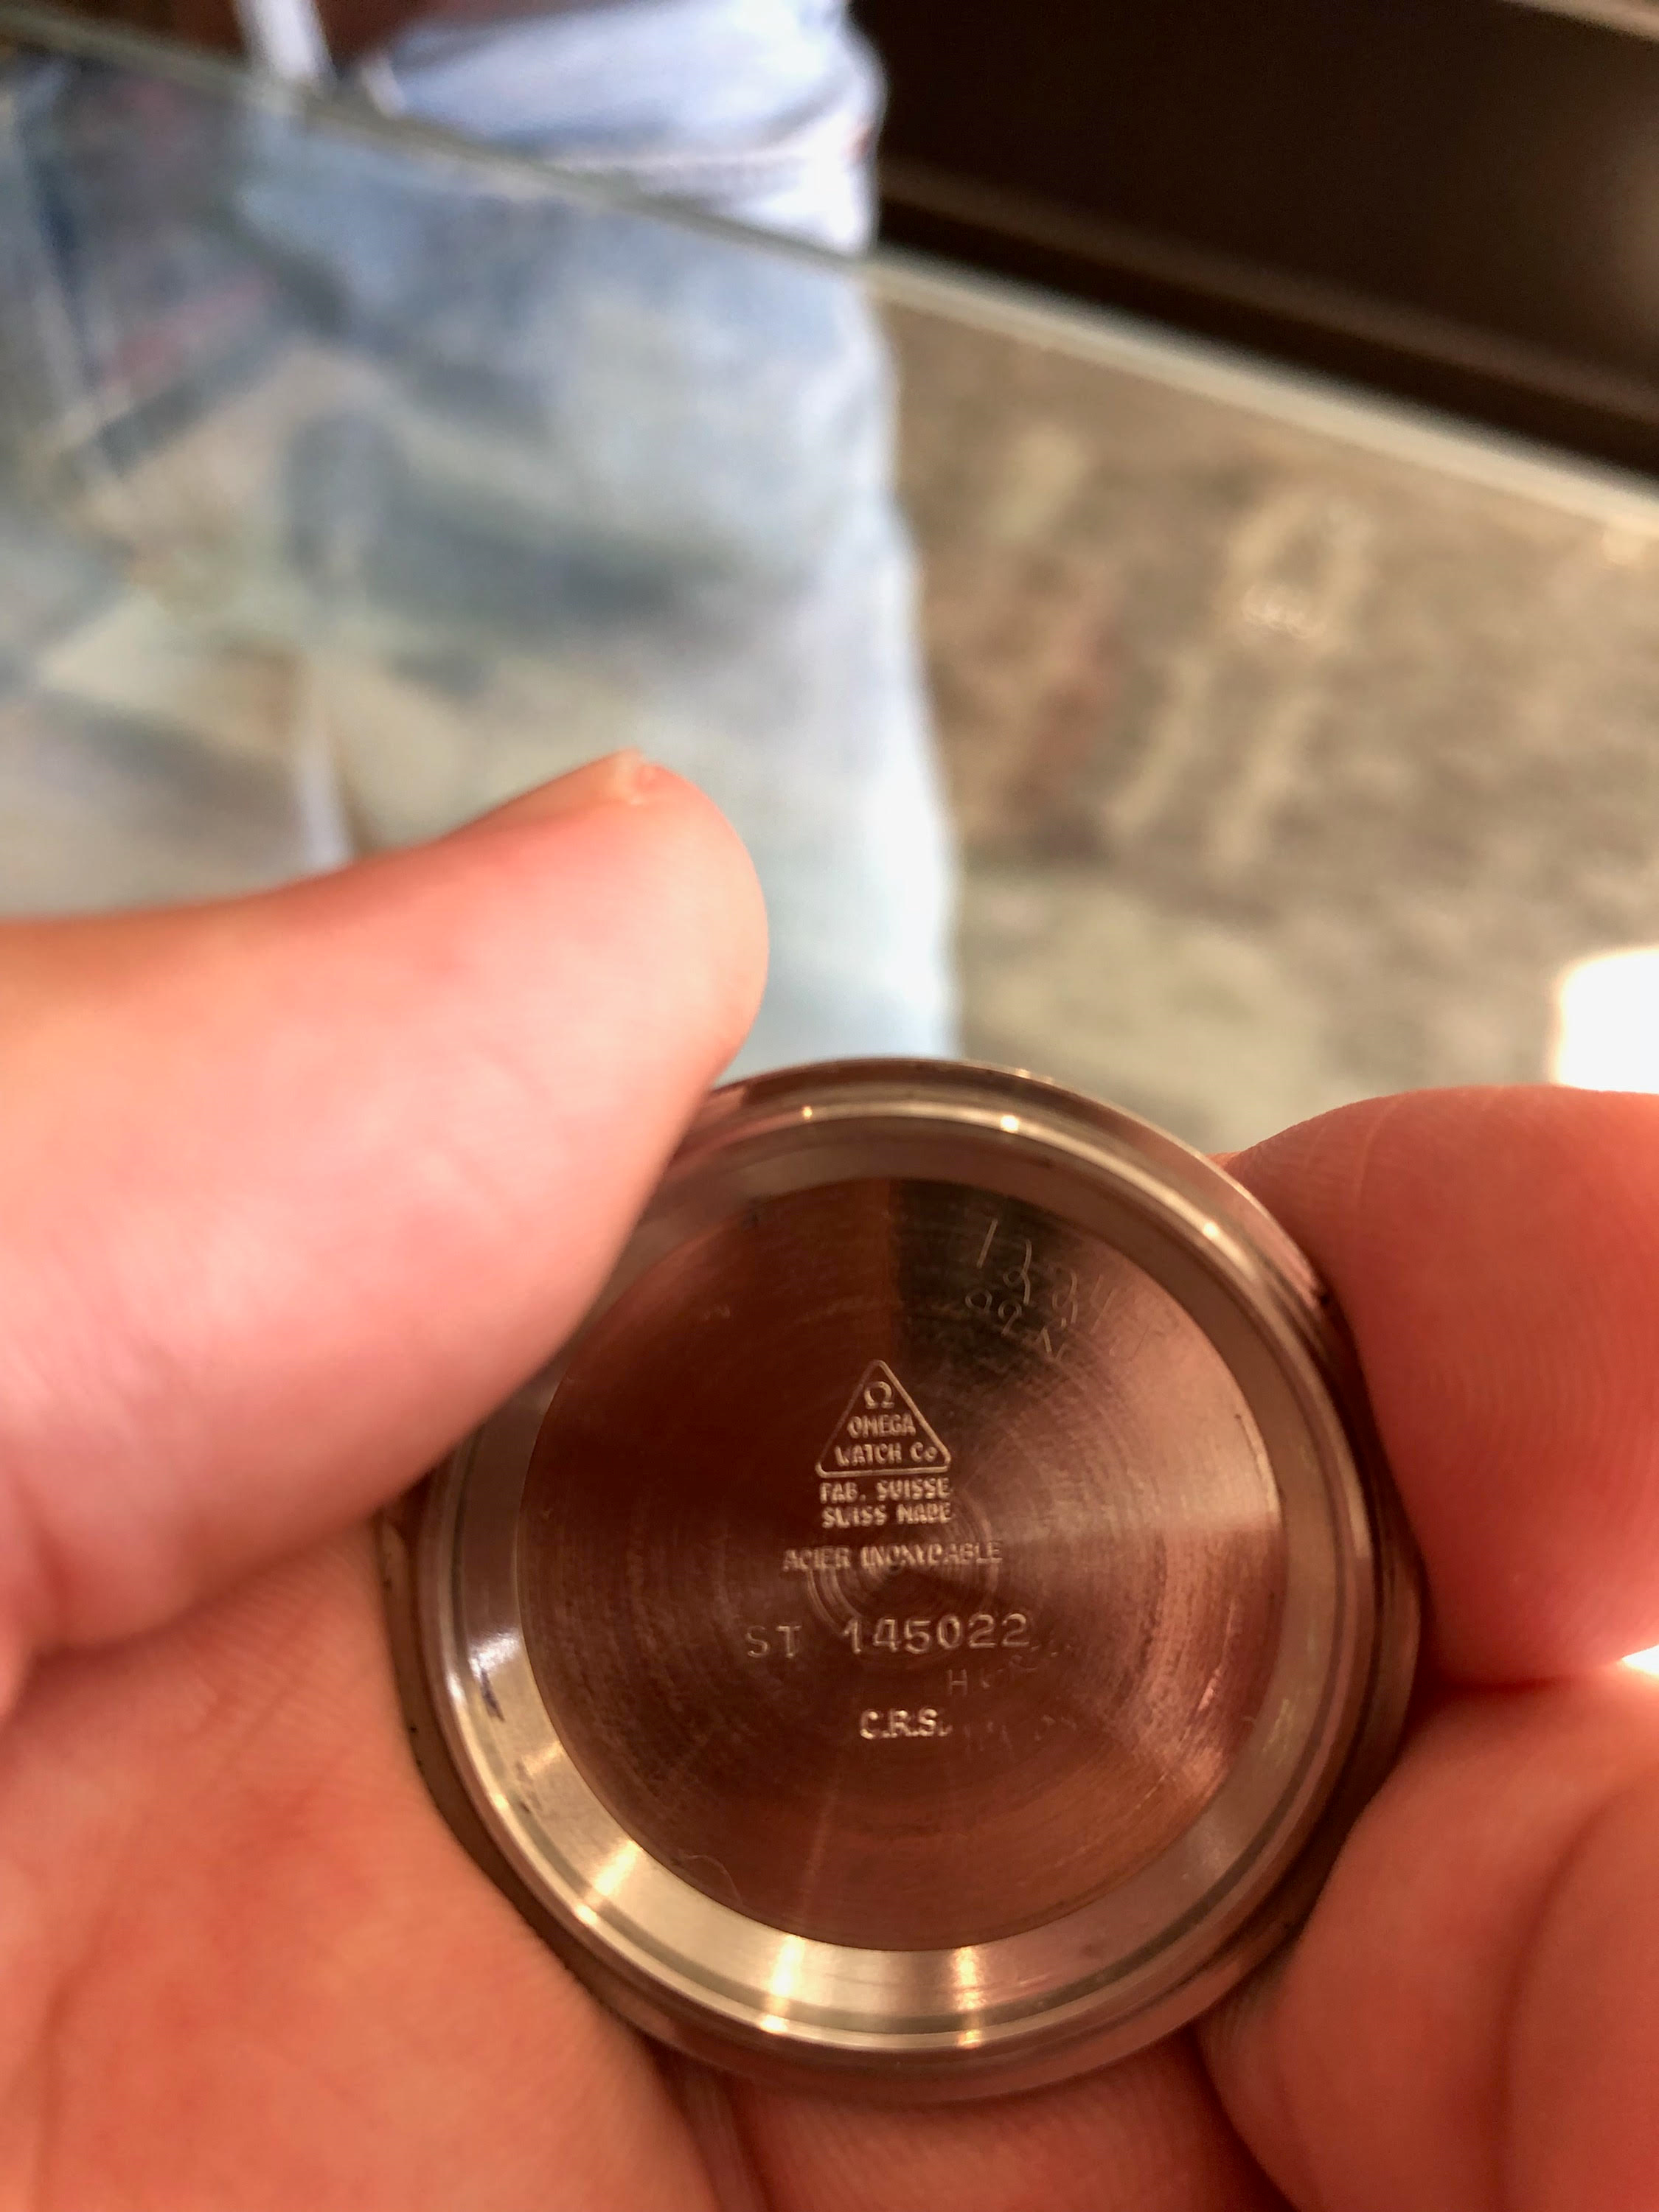 Ω
OMEGA
WATCH Co
FAB. SUISSE
SWISS MADE
ACIER INOXYDABLE
ST 145022
C.R.S.